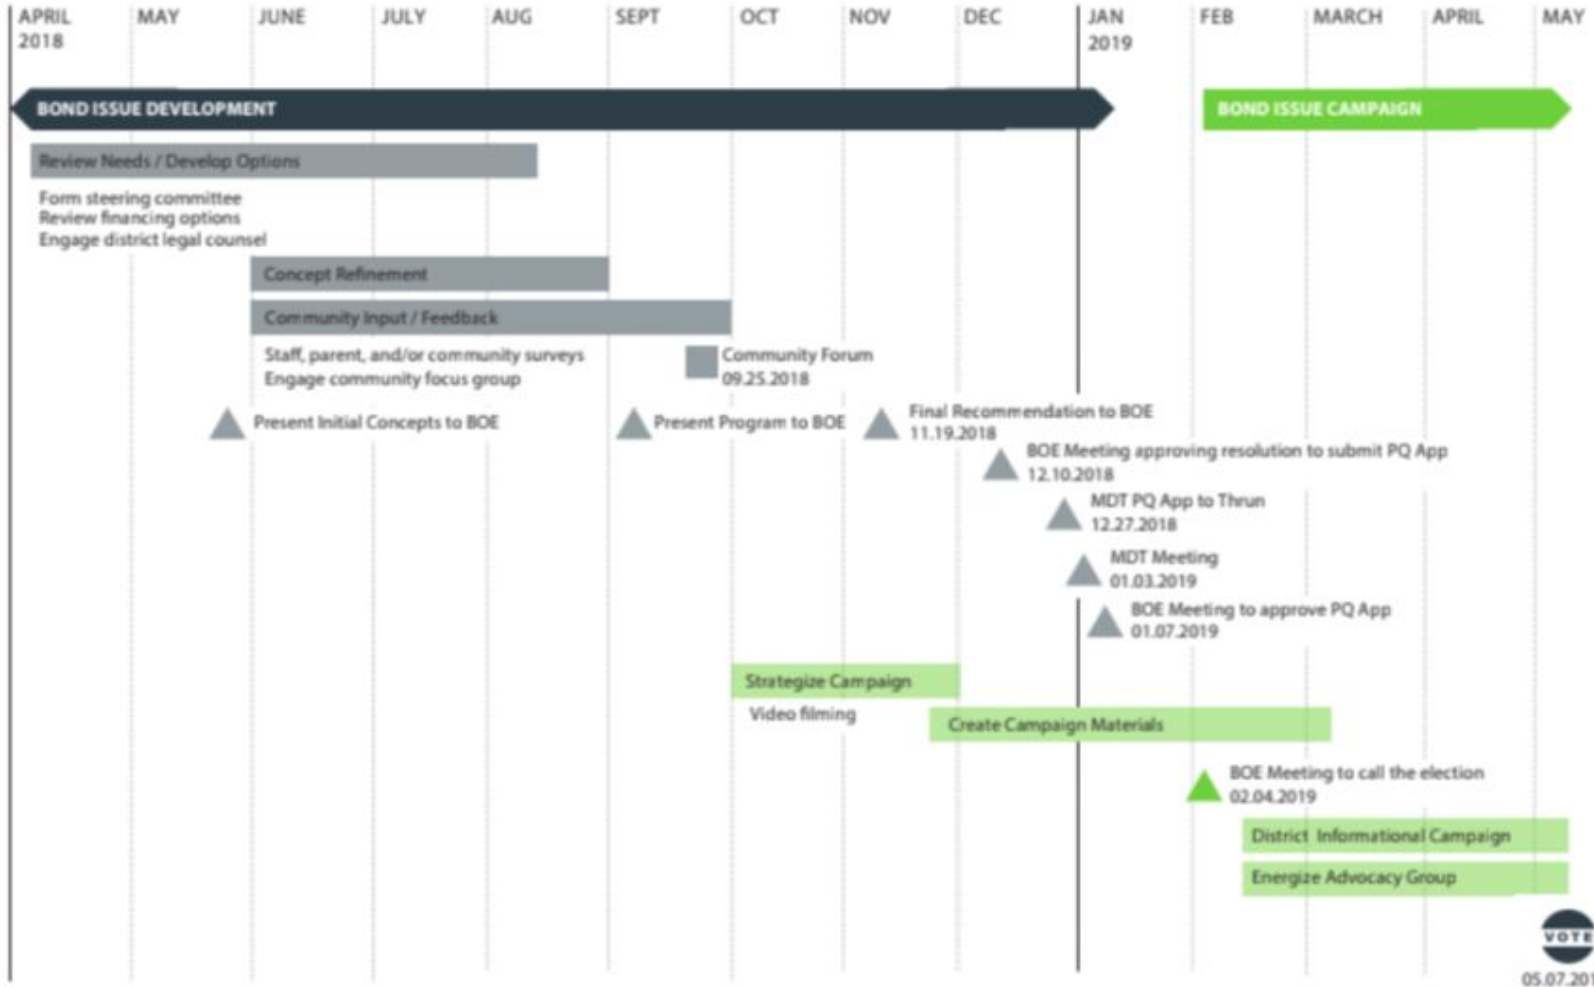 APRIL MAY JUNE JULY AUG SEPT OCT NOV DEC JAN FEB MARCH APRIL MAY
2018 2019
BOND ISSUE DEVELOPMENT
BOND ISSUE CAMPAIGN
Review Needs / Develop Options
Form steering committee
Review financing options
Engage district legal counsel
Concept Refinement
Community Input / Feedback
Staff, parent, and/or community surveys
Engage community focus group
Community Forum
09.25.2018
Present Initial Concepts to BOE
Present Program to BOE
Final Recommendation to BOE
11.19.2018
BOE Meeting approving resolution to submit PQ App
12.10.2018
MDT PQ App to Thrun
12.27.2018
MDT Meeting
01.03.2019
BOE Meeting to approve PQ App
01.07.2019
Strategize Campaign
Video filming
Create Campaign Materials
BOE Meeting to call the election
02.04.2019
District Informational Campaign
Energize Advocacy Group
VOTE
05.07.201